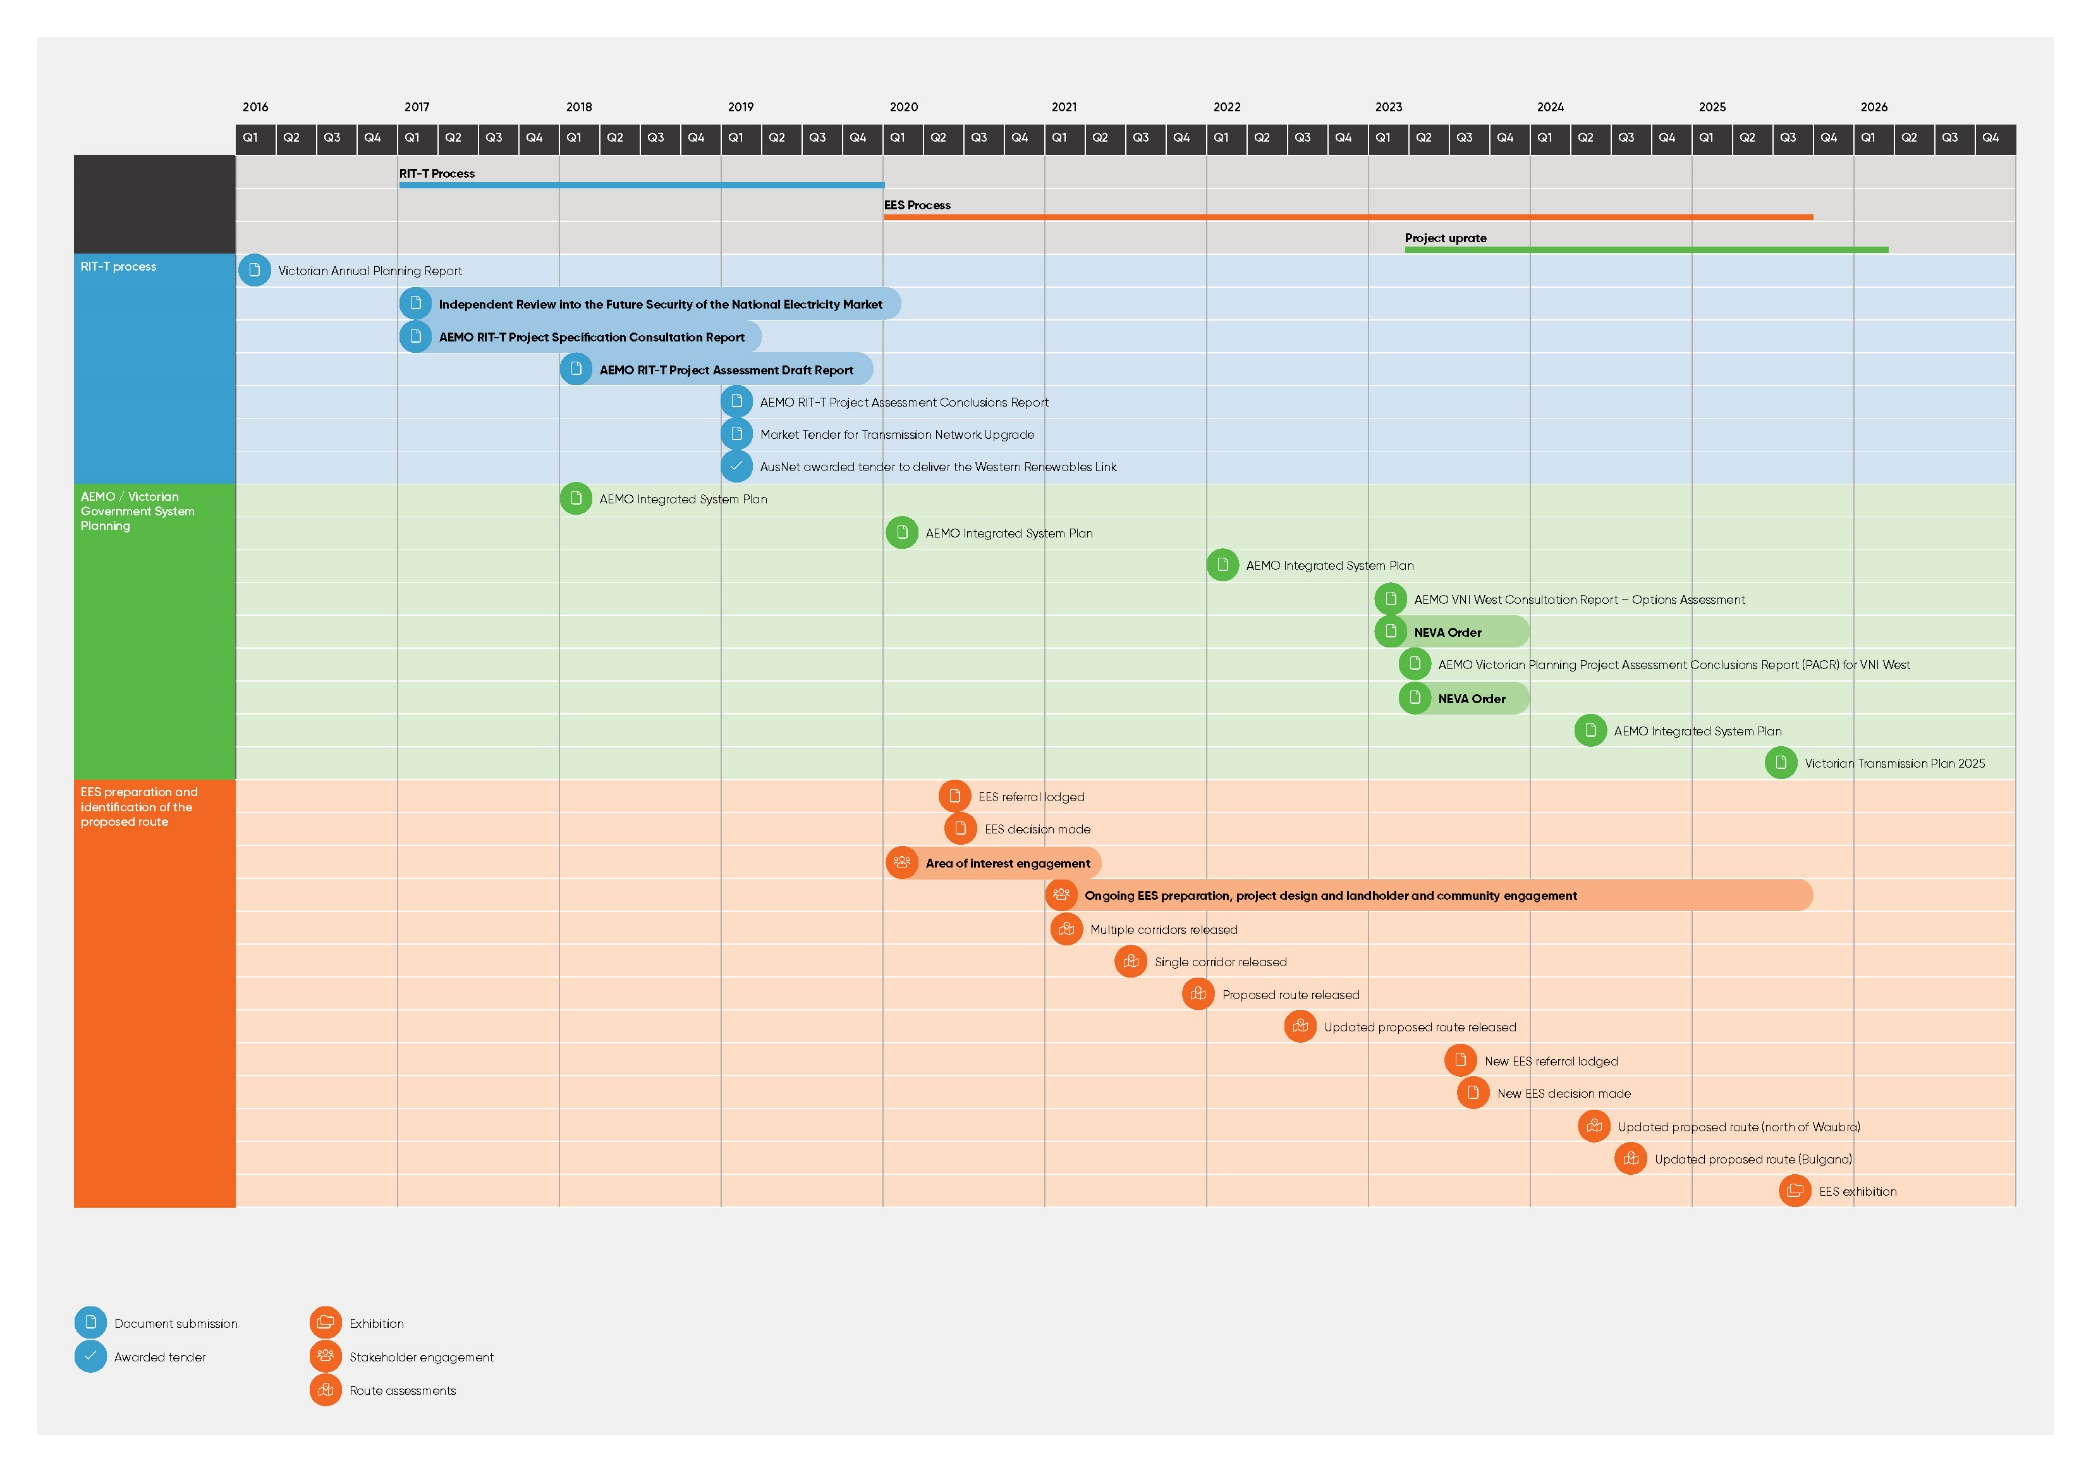 2016 2017 2018 2019 2020 2021 2022 2023 2024 2025 2026
Q1 Q2 Q3 Q4 Q1 Q2 Q3 Q4 Q1 Q2 Q3 Q4 Q1 Q2 Q3 Q4 Q1 Q2 Q3 Q4 Q1 Q2 Q3 Q4 Q1 Q2 Q3 Q4 Q1 Q2 Q3 Q4 Q1 Q2 Q3 Q4 Q1 Q2 Q3 Q4 Q1 Q2 Q3 Q4
RIT-T Process
EES Process
Project uprate
RIT-T process
Victorian Annual Planning Report
Independent Review into the Future Security of the National Electricity Market
AEMO RIT-T Project Specification Consultation Report
AEMO RIT-T Project Assessment Draft Report
AEMO RIT-T Project Assessment Conclusions Report
Market Tender for Transmission Network Upgrade
AusNet awarded tender to deliver the Western Renewables Link
AEMO / Victorian
Government System
Planning
AEMO Integrated System Plan
AEMO Integrated System Plan
AEMO Integrated System Plan
AEMO VNI West Consultation Report – Options Assessment
NEVA Order
AEMO Victorian Planning Project Assessment Conclusions Report (PACR) for VNI West
NEVA Order
AEMO Integrated System Plan
Victorian Transmission Plan 2025
EES preparation and
identification of the
proposed route
EES referral lodged
EES decision made
Area of interest engagement
Ongoing EES preparation, project design and landholder and community engagement
Multiple corridors released
Single corridor released
Proposed route released
Updated proposed route released
New EES referral lodged
New EES decision made
Updated proposed route (north of Waubra)
Updated proposed route (Bulgana)
EES exhibition
Document submission
Awarded tender
Exhibition
Stakeholder engagement
Route assessments